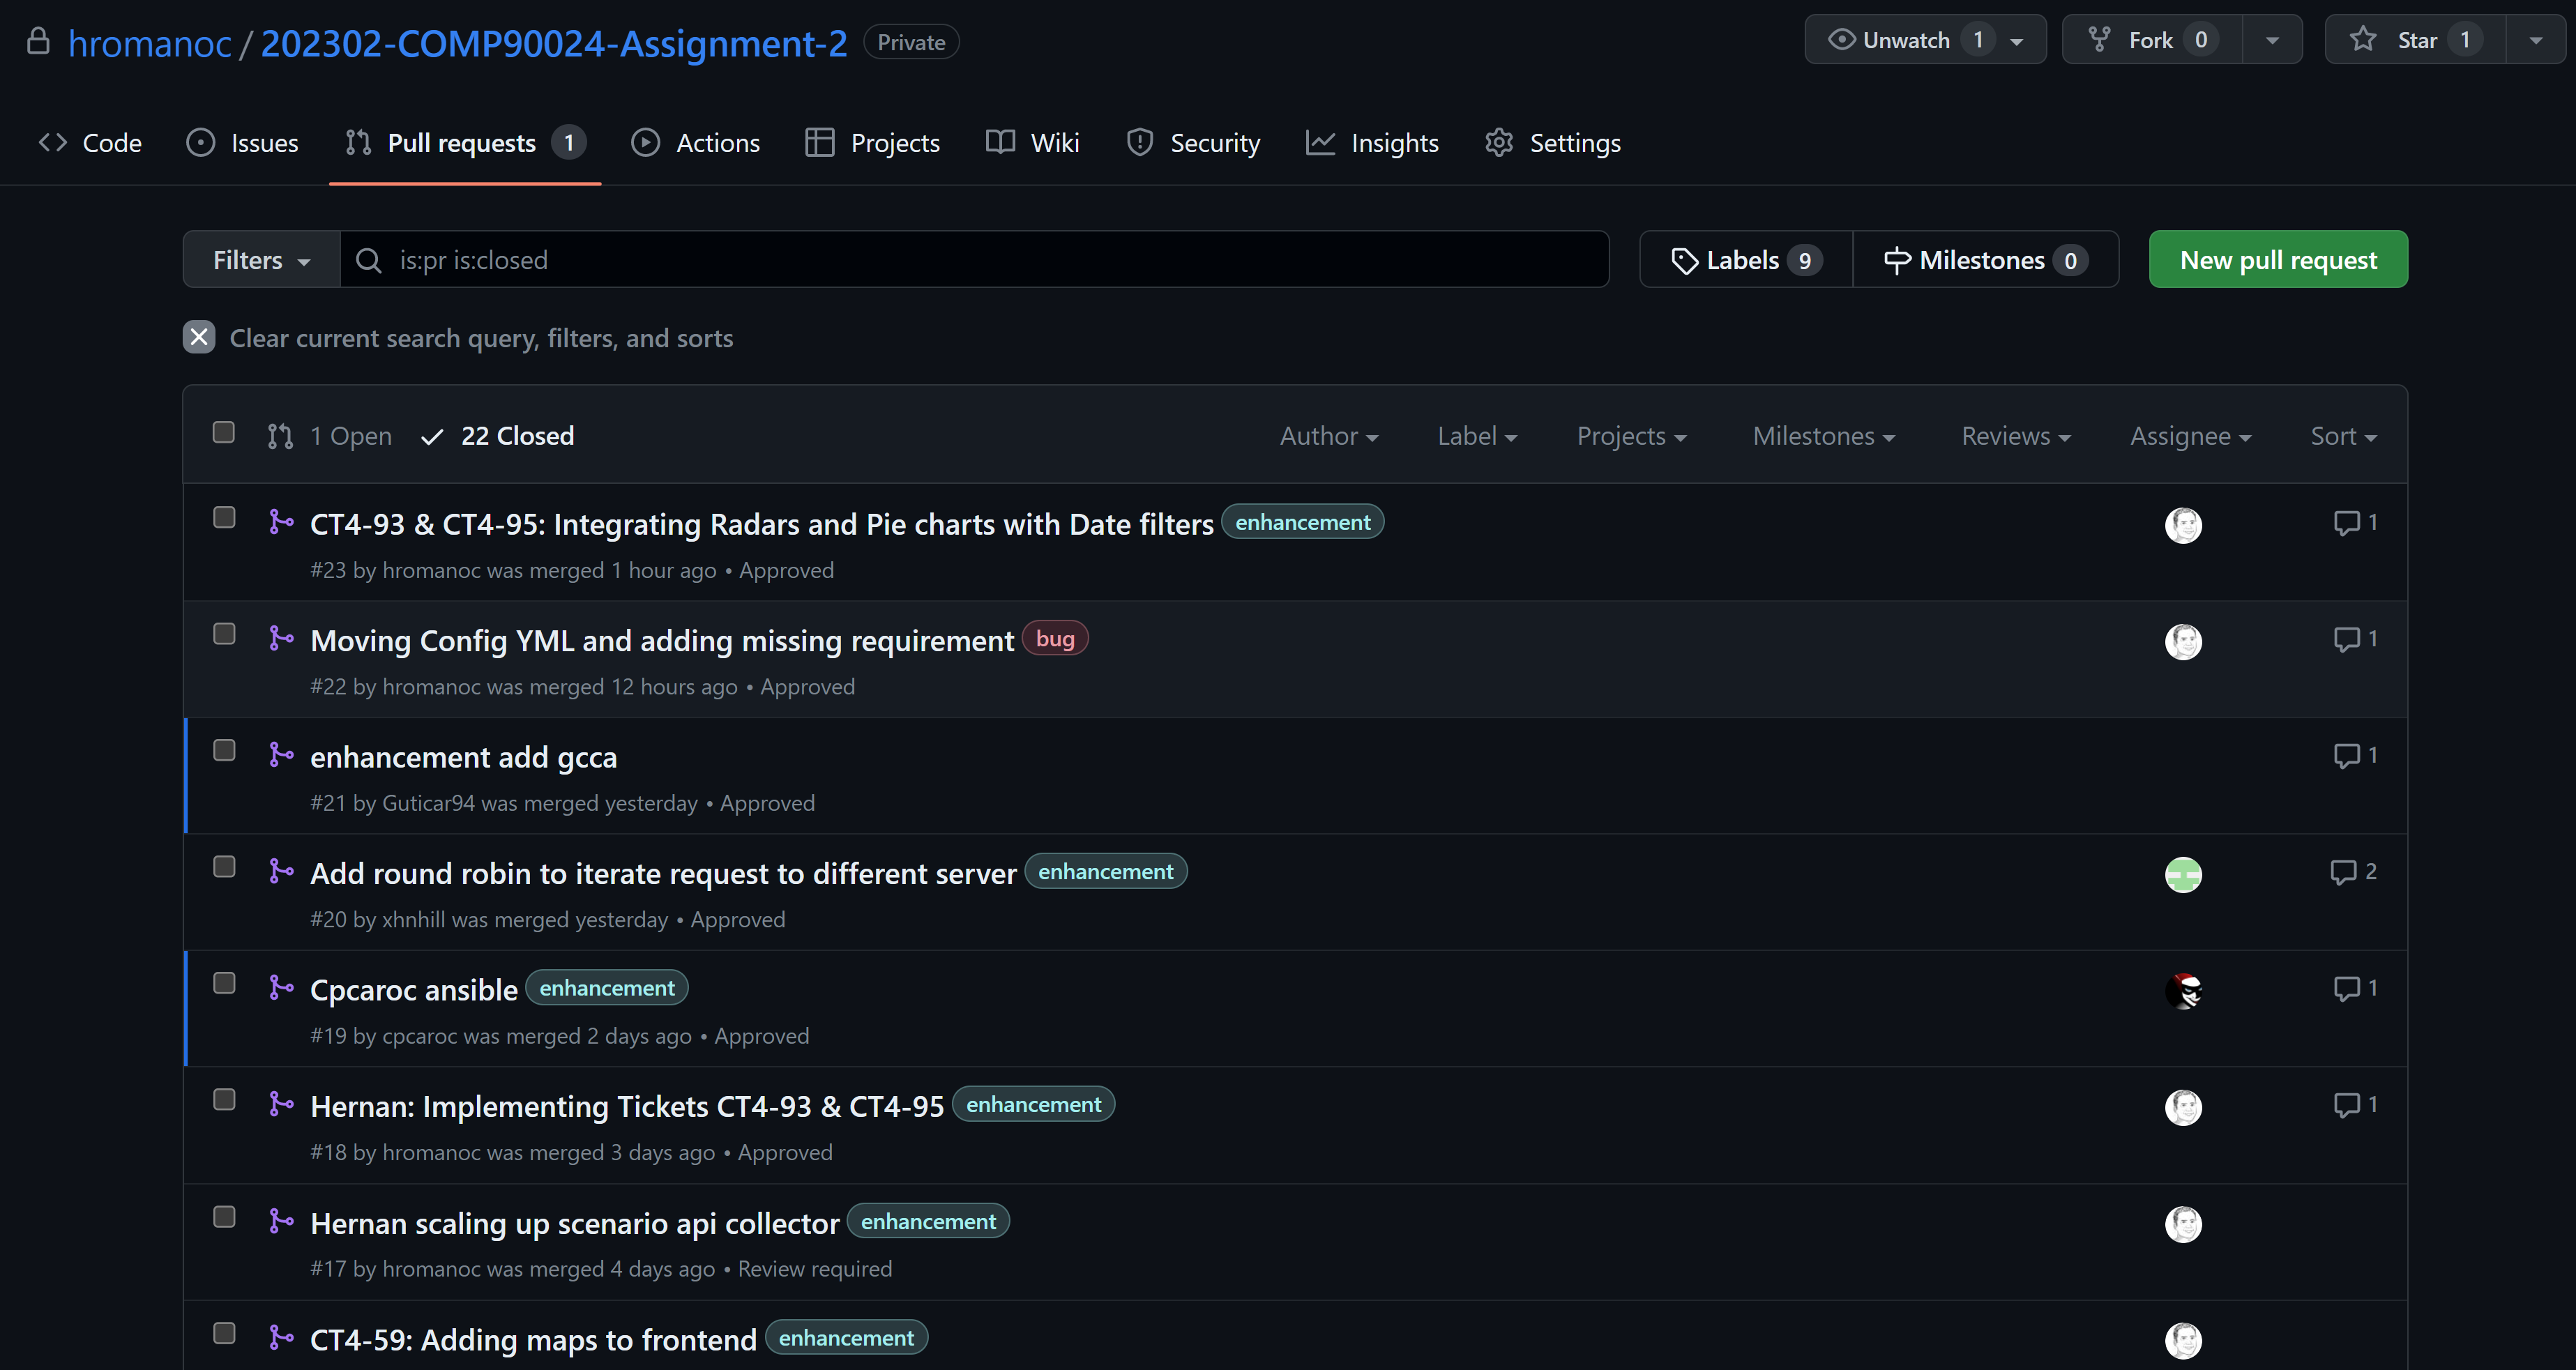 hromanoc / 202302-COMP90024-Assignment-2 Private Unwatch 1 Fork 0 Star 1
Code Issues Pull requests 1 Actions Projects Wiki Security Insights Settings
Filters is:pr is:closed Labels 9 Milestones 0 New pull request
Clear current search query, filters, and sorts
1 Open 22 Closed Author Label Projects Milestones Reviews Assignee Sort
CT4-93 & CT4-95: Integrating Radars and Pie charts with Date filters enhancement 1
#23 by hromanoc was merged 1 hour ago • Approved
Moving Config YML and adding missing requirement bug 1
#22 by hromanoc was merged 12 hours ago • Approved
enhancement add gcca 1
#21 by Guticar94 was merged yesterday • Approved
Add round robin to iterate request to different server enhancement 2
#20 by xhnhill was merged yesterday • Approved
Cpcaroc ansible enhancement 1
#19 by cpcaroc was merged 2 days ago • Approved
Hernan: Implementing Tickets CT4-93 & CT4-95 enhancement 1
#18 by hromanoc was merged 3 days ago • Approved
Hernan scaling up scenario api collector enhancement
#17 by hromanoc was merged 4 days ago • Review required
CT4-59: Adding maps to frontend enhancement